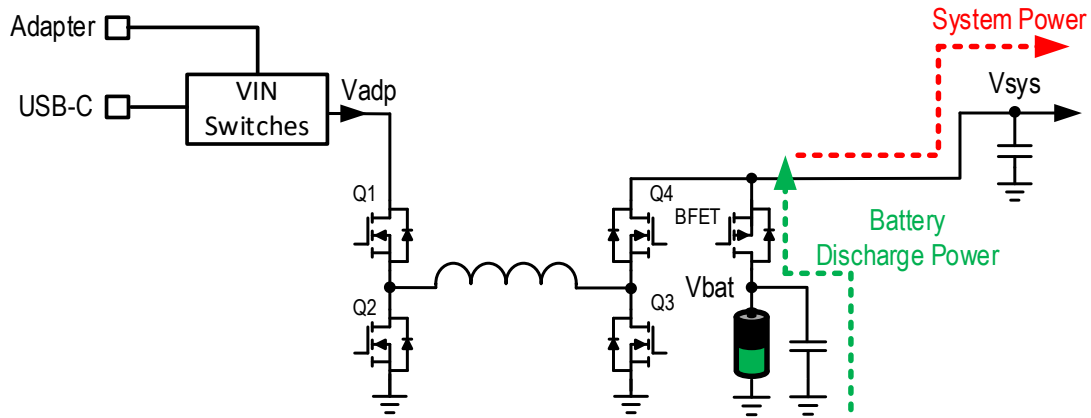 Adapter
System Power
USB-C
VIN
Switches
Vadp
Vsys
Q1
Q4
BFET
Battery
Discharge Power
Q2
Vbat
Q3